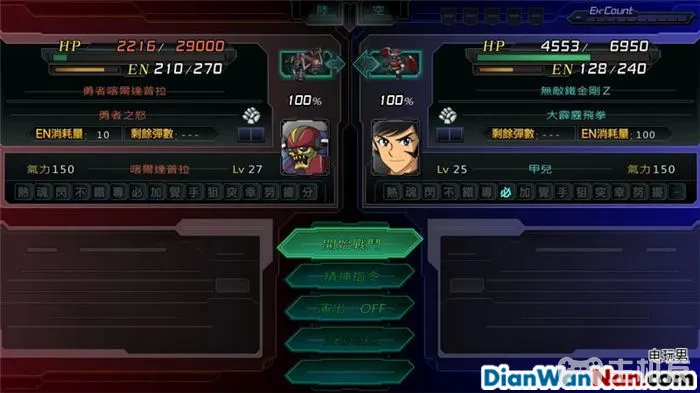 陸 空 Ex-Count
HP 2216/ 29000
EN 210/270
勇者喀爾達普拉
勇者之怒
EN消耗量: 10 剩餘彈數: ---
100%
氣力150 喀爾達普拉 Lv 27
熱 魂 閃 不 鐵 專 必 加 覺 手 狙 突 幸 努 擾 分
HP 4553/ 6950
EN 128/240
無敵鐵金剛Z
大霹靂飛拳
剩餘彈數: --- EN消耗量: 100
100%
Lv 25 甲兒 氣力150
熱 魂 閃 不 鐵 專 必 加 覺 手 狙 突 幸 努 擾
開始戰鬥
精神指令
演出 OFF
电玩男
DianWanNan.com